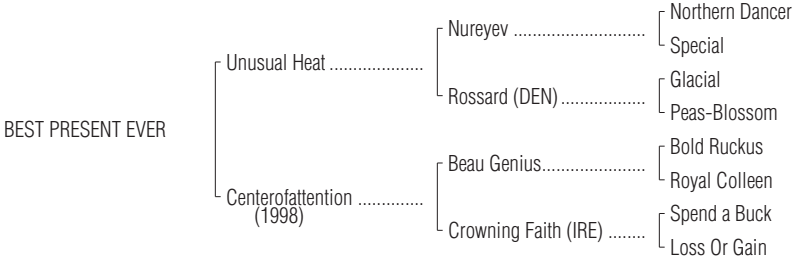 Northern Dancer
Nureyev ............................
Special
Unusual Heat ....................
Glacial
Rossard (DEN)..................
Peas-Blossom
BEST PRESENT EVER
Bold Ruckus
Beau Genius......................
Royal Colleen
Centerofattention ..............
(1998)
Spend a Buck
Crowning Faith (IRE) ........
Loss Or Gain